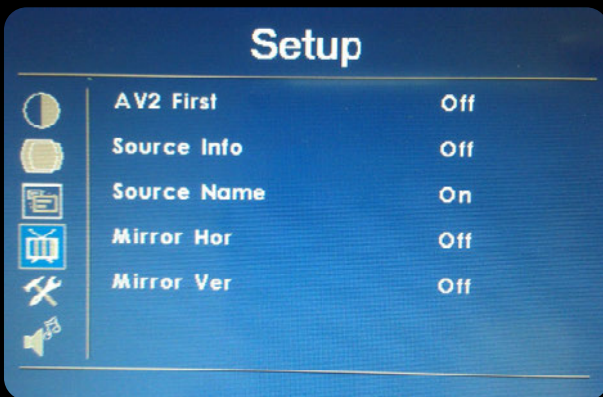 Setup
AV2 First Off
Source Info Off
Source Name On
Mirror Hor Off
Mirror Ver Off